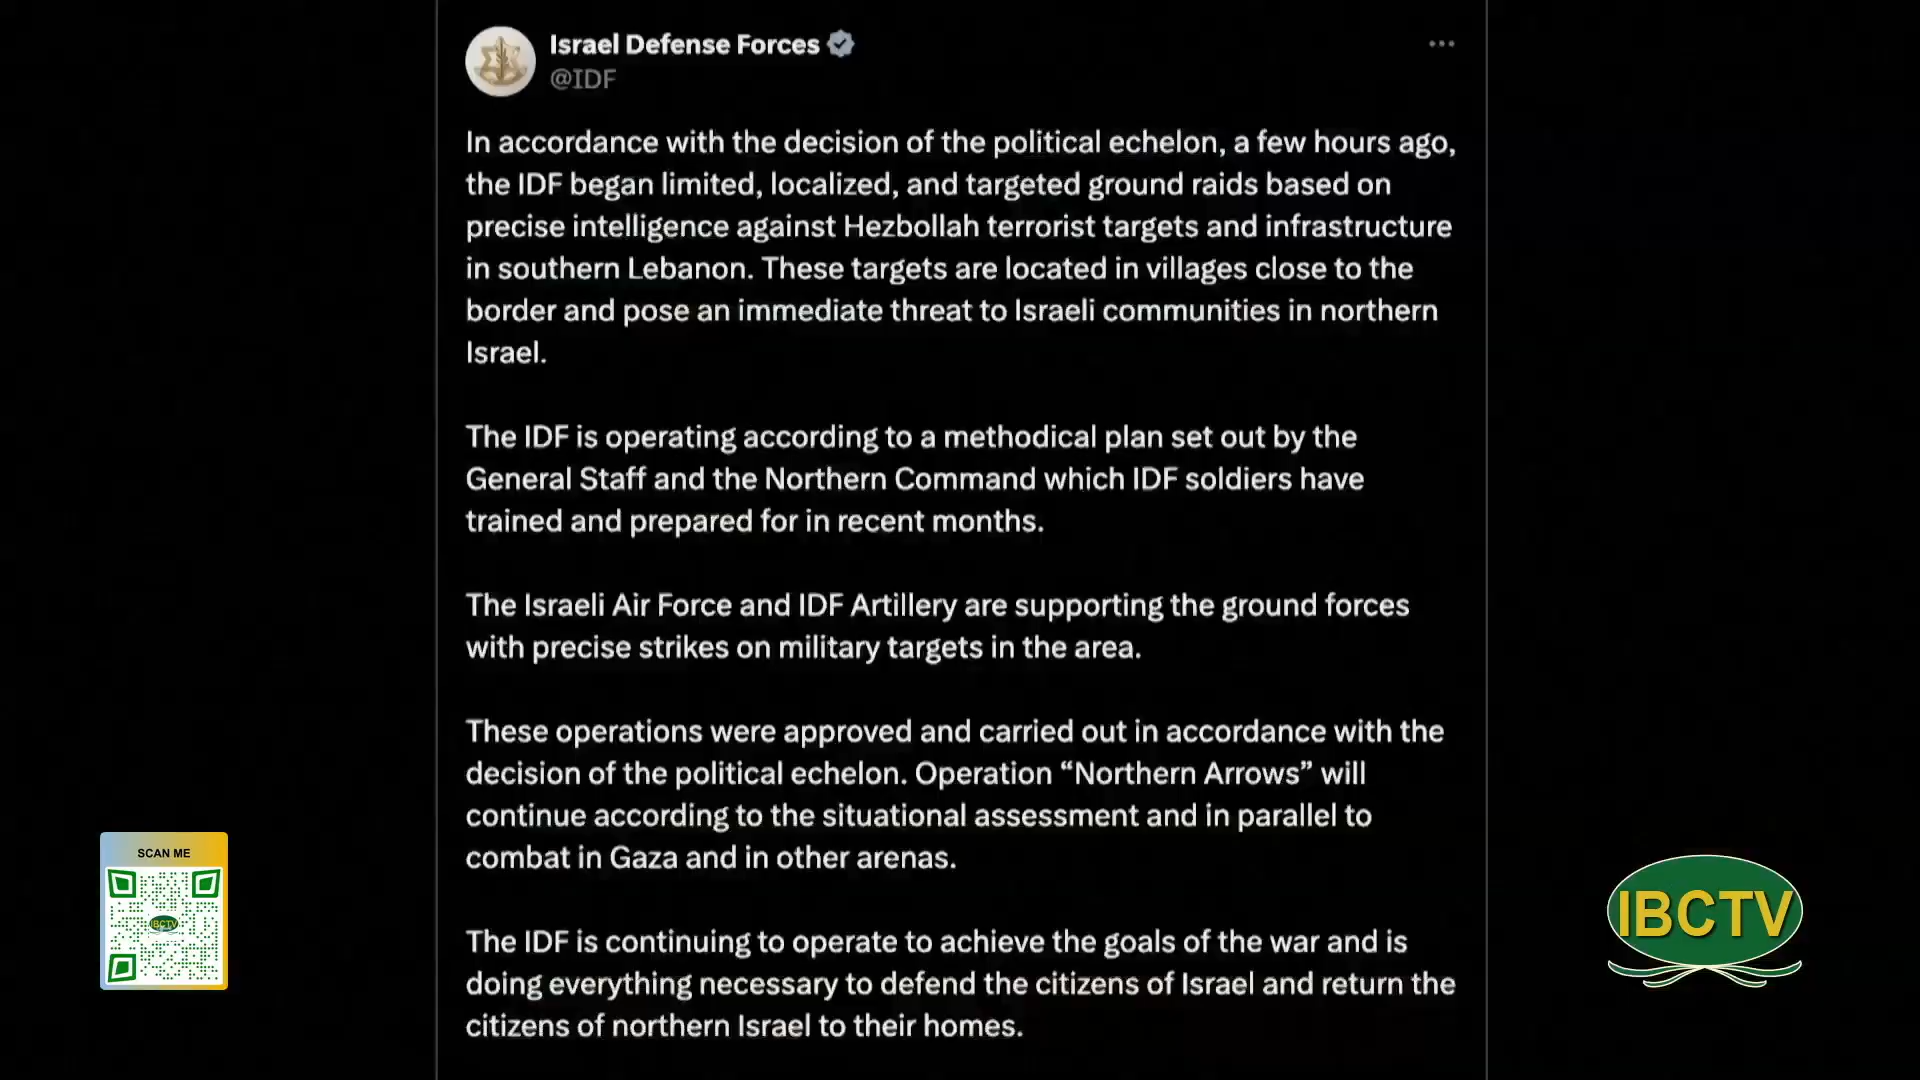 Israel Defense Forces
@IDF
In accordance with the decision of the political echelon, a few hours ago,
the IDF began limited, localized, and targeted ground raids based on
precise intelligence against Hezbollah terrorist targets and infrastructure
in southern Lebanon. These targets are located in villages close to the
border and pose an immediate threat to Israeli communities in northern
Israel.
The IDF is operating according to a methodical plan set out by the
General Staff and the Northern Command which IDF soldiers have
trained and prepared for in recent months.
The Israeli Air Force and IDF Artillery are supporting the ground forces
with precise strikes on military targets in the area.
These operations were approved and carried out in accordance with the
decision of the political echelon. Operation “Northern Arrows” will
continue according to the situational assessment and in parallel to
combat in Gaza and in other arenas.
The IDF is continuing to operate to achieve the goals of the war and is
doing everything necessary to defend the citizens of Israel and return the
citizens of northern Israel to their homes.
SCAN ME
IBCTV
IBCTV